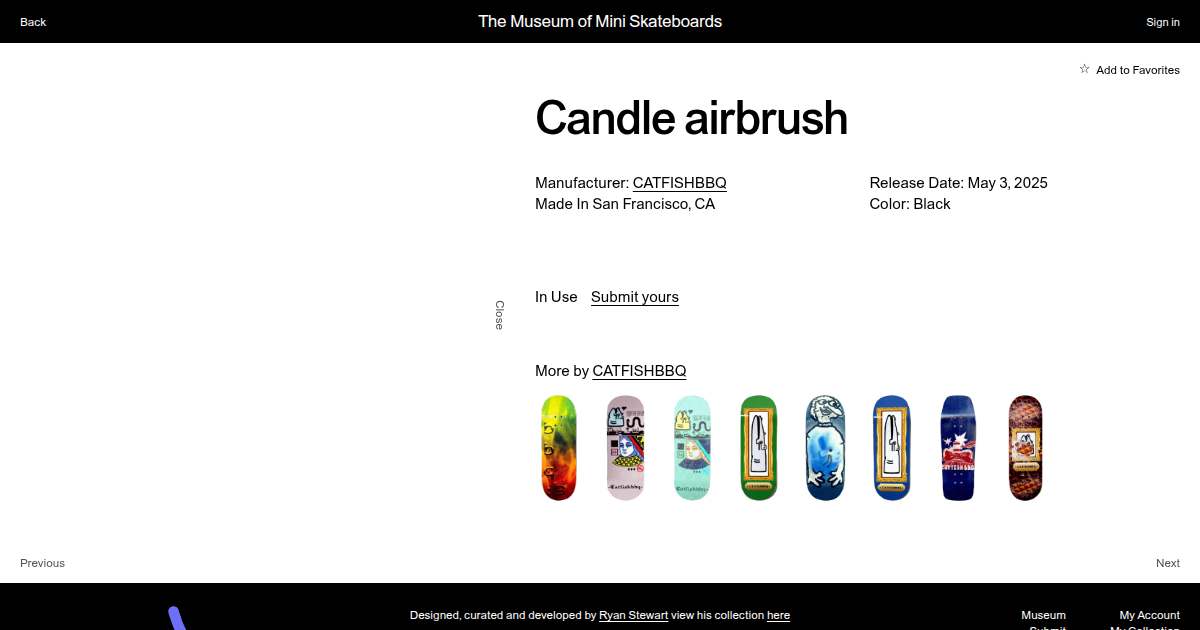 Back
The Museum of Mini Skateboards
Sign in
☆ Add to Favorites
Candle airbrush
Manufacturer: CATFISHBBQ
Made In San Francisco, CA
Release Date: May 3, 2025
Color: Black
In Use Submit yours
Close
More by CATFISHBBQ
Previous
Next
Designed, curated and developed by Ryan Stewart view his collection here
Museum
My Account